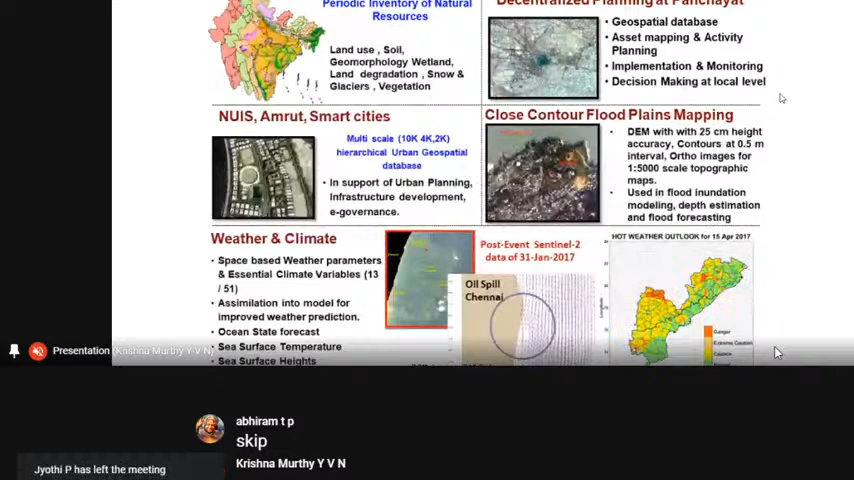 Periodic Inventory of Natural
Resources
Land use , Soil,
Geomorphology Wetland,
Land degradation , Snow &
Glaciers , Vegetation
Decentralized Planning at Panchayat
• Geospatial database
• Asset mapping & Activity
Planning
• Implementation & Monitoring
• Decision Making at local level
NUIS, Amrut, Smart cities
Multi scale (10K 4K,2K)
hierarchical Urban Geospatial
database
• In support of Urban Planning,
Infrastructure development,
e-governance.
Close Contour Flood Plains Mapping
• DEM with with 25 cm height
accuracy, Contours at 0.5 m
interval, Ortho images for
1:5000 scale topographic
maps.
• Used in flood inundation
modeling, depth estimation
and flood forecasting
Weather & Climate
• Space based Weather parameters
& Essential Climate Variables (13
/ 51)
• Assimilation into model for
improved weather prediction.
• Ocean State forecast
• Sea Surface Temperature
• Sea Surface Heights
Post-Event Sentinel-2
data of 31-Jan-2017
Oil Spill
Chennai
HOT WEATHER OUTLOOK for 15 Apr 2017
Danger
Extreme Caution
Caution
Presentation (Krishna Murthy Y V N)
abhiram t p
skip
Krishna Murthy Y V N
Jyothi P has left the meeting